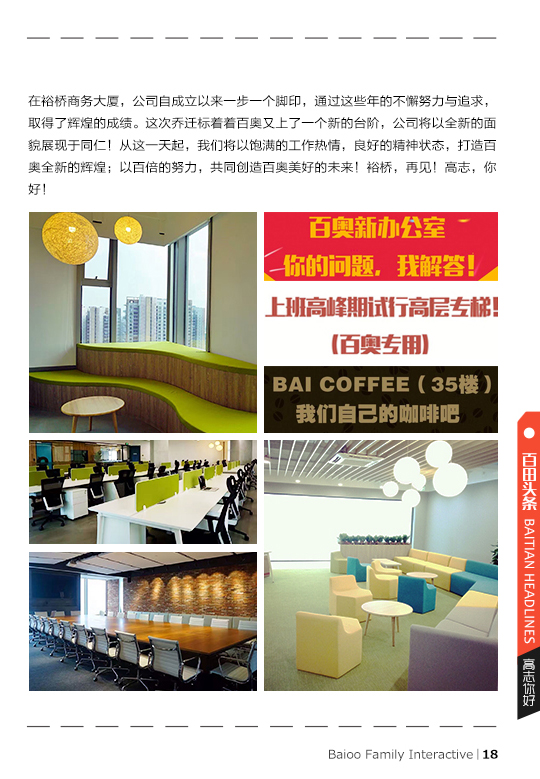 在裕桥商务大厦，公司自成立以来一步一个脚印，通过这些年的不懈努力与追求，
取得了辉煌的成绩。这次乔迁标着着百奥又上了一个新的台阶，公司将以全新的面
貌展现于同仁！从这一天起，我们将以饱满的工作热情，良好的精神状态，打造百
奥全新的辉煌；以百倍的努力，共同创造百奥美好的未来！裕桥，再见！高志，你
好！
百奥新办公室
你的问题，我解答！
上班高峰期试行高层专梯！
（百奥专用）
BAI COFFEE（35楼）
我们自己的咖啡吧
百田头条 BAITIAN HEADLINES
高志你好
Baioo Family Interactive | 18